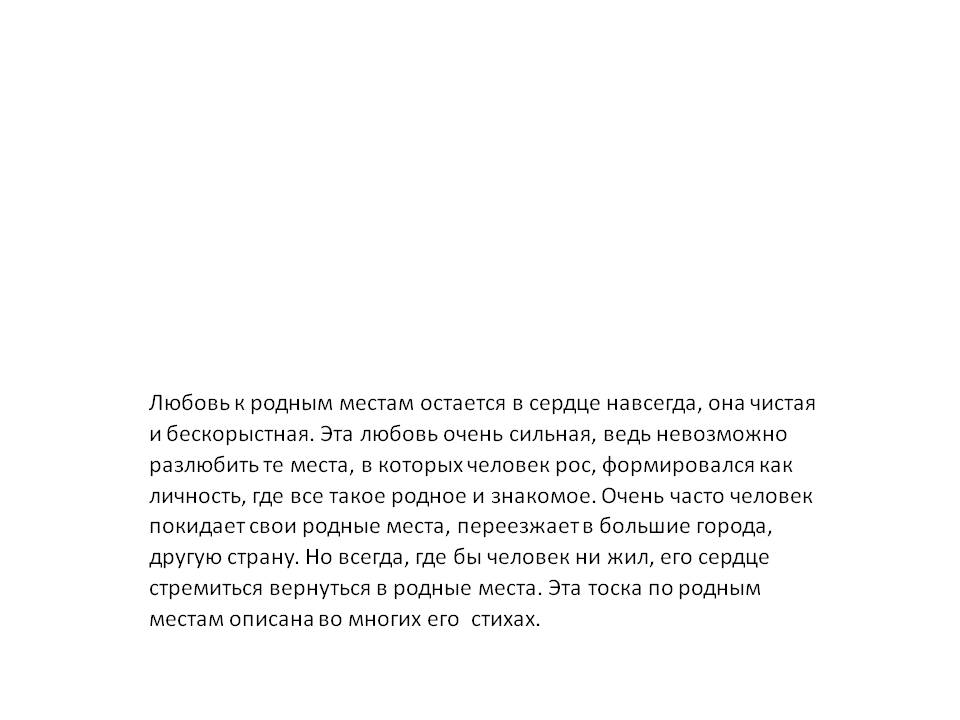 Любовь к родным местам остается в сердце навсегда, она чистая
и бескорыстная. Эта любовь очень сильная, ведь невозможно
разлюбить те места, в которых человек рос, формировался как
личность, где все такое родное и знакомое. Очень часто человек
покидает свои родные места, переезжает в большие города,
другую страну. Но всегда, где бы человек ни жил, его сердце
стремиться вернуться в родные места. Эта тоска по родным
местам описана во многих его  стихах.